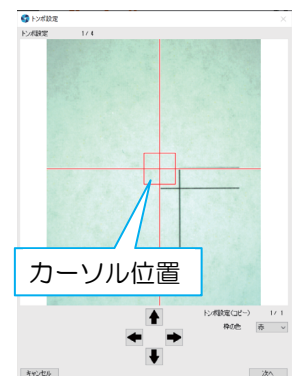 トンボ設定
トンボ設定 1/4
カーソル位置
トンボ設定(コピー) 1/1
枠の色 赤
キャンセル 次へ